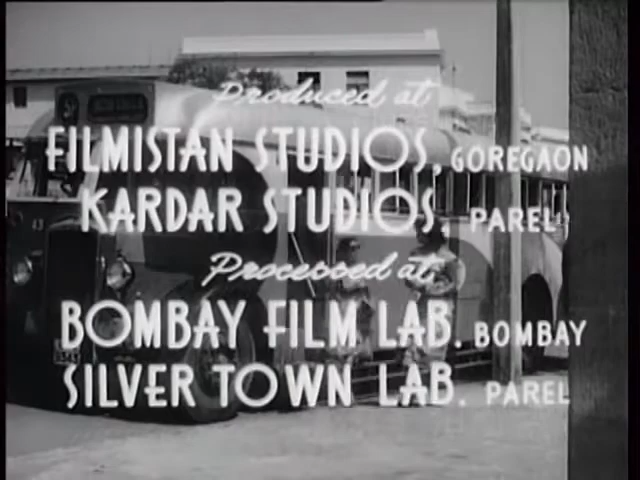 Produced at
FILMISTAN STUDIOS, GOREGAON
KARDAR STUDIOS, PAREL
Processed at
BOMBAY FILM LAB. BOMBAY
SILVER TOWN LAB. PAREL